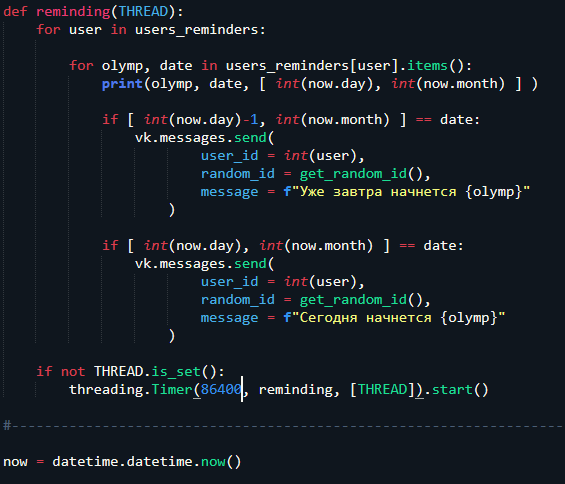 def reminding(THREAD):
for user in users_reminders:
for olymp, date in users_reminders[user].items():
print(olymp, date, [ int(now.day), int(now.month) ] )
if [ int(now.day)-1, int(now.month) ] == date:
vk.messages.send(
user_id = int(user),
random_id = get_random_id(),
message = f"Уже завтра начнется {olymp}"
)
if [ int(now.day), int(now.month) ] == date:
vk.messages.send(
user_id = int(user),
random_id = get_random_id(),
message = f"Сегодня начнется {olymp}"
)
if not THREAD.is_set():
threading.Timer(86400, reminding, [THREAD]).start()
#-------------------------------------------------------------------
now = datetime.datetime.now()